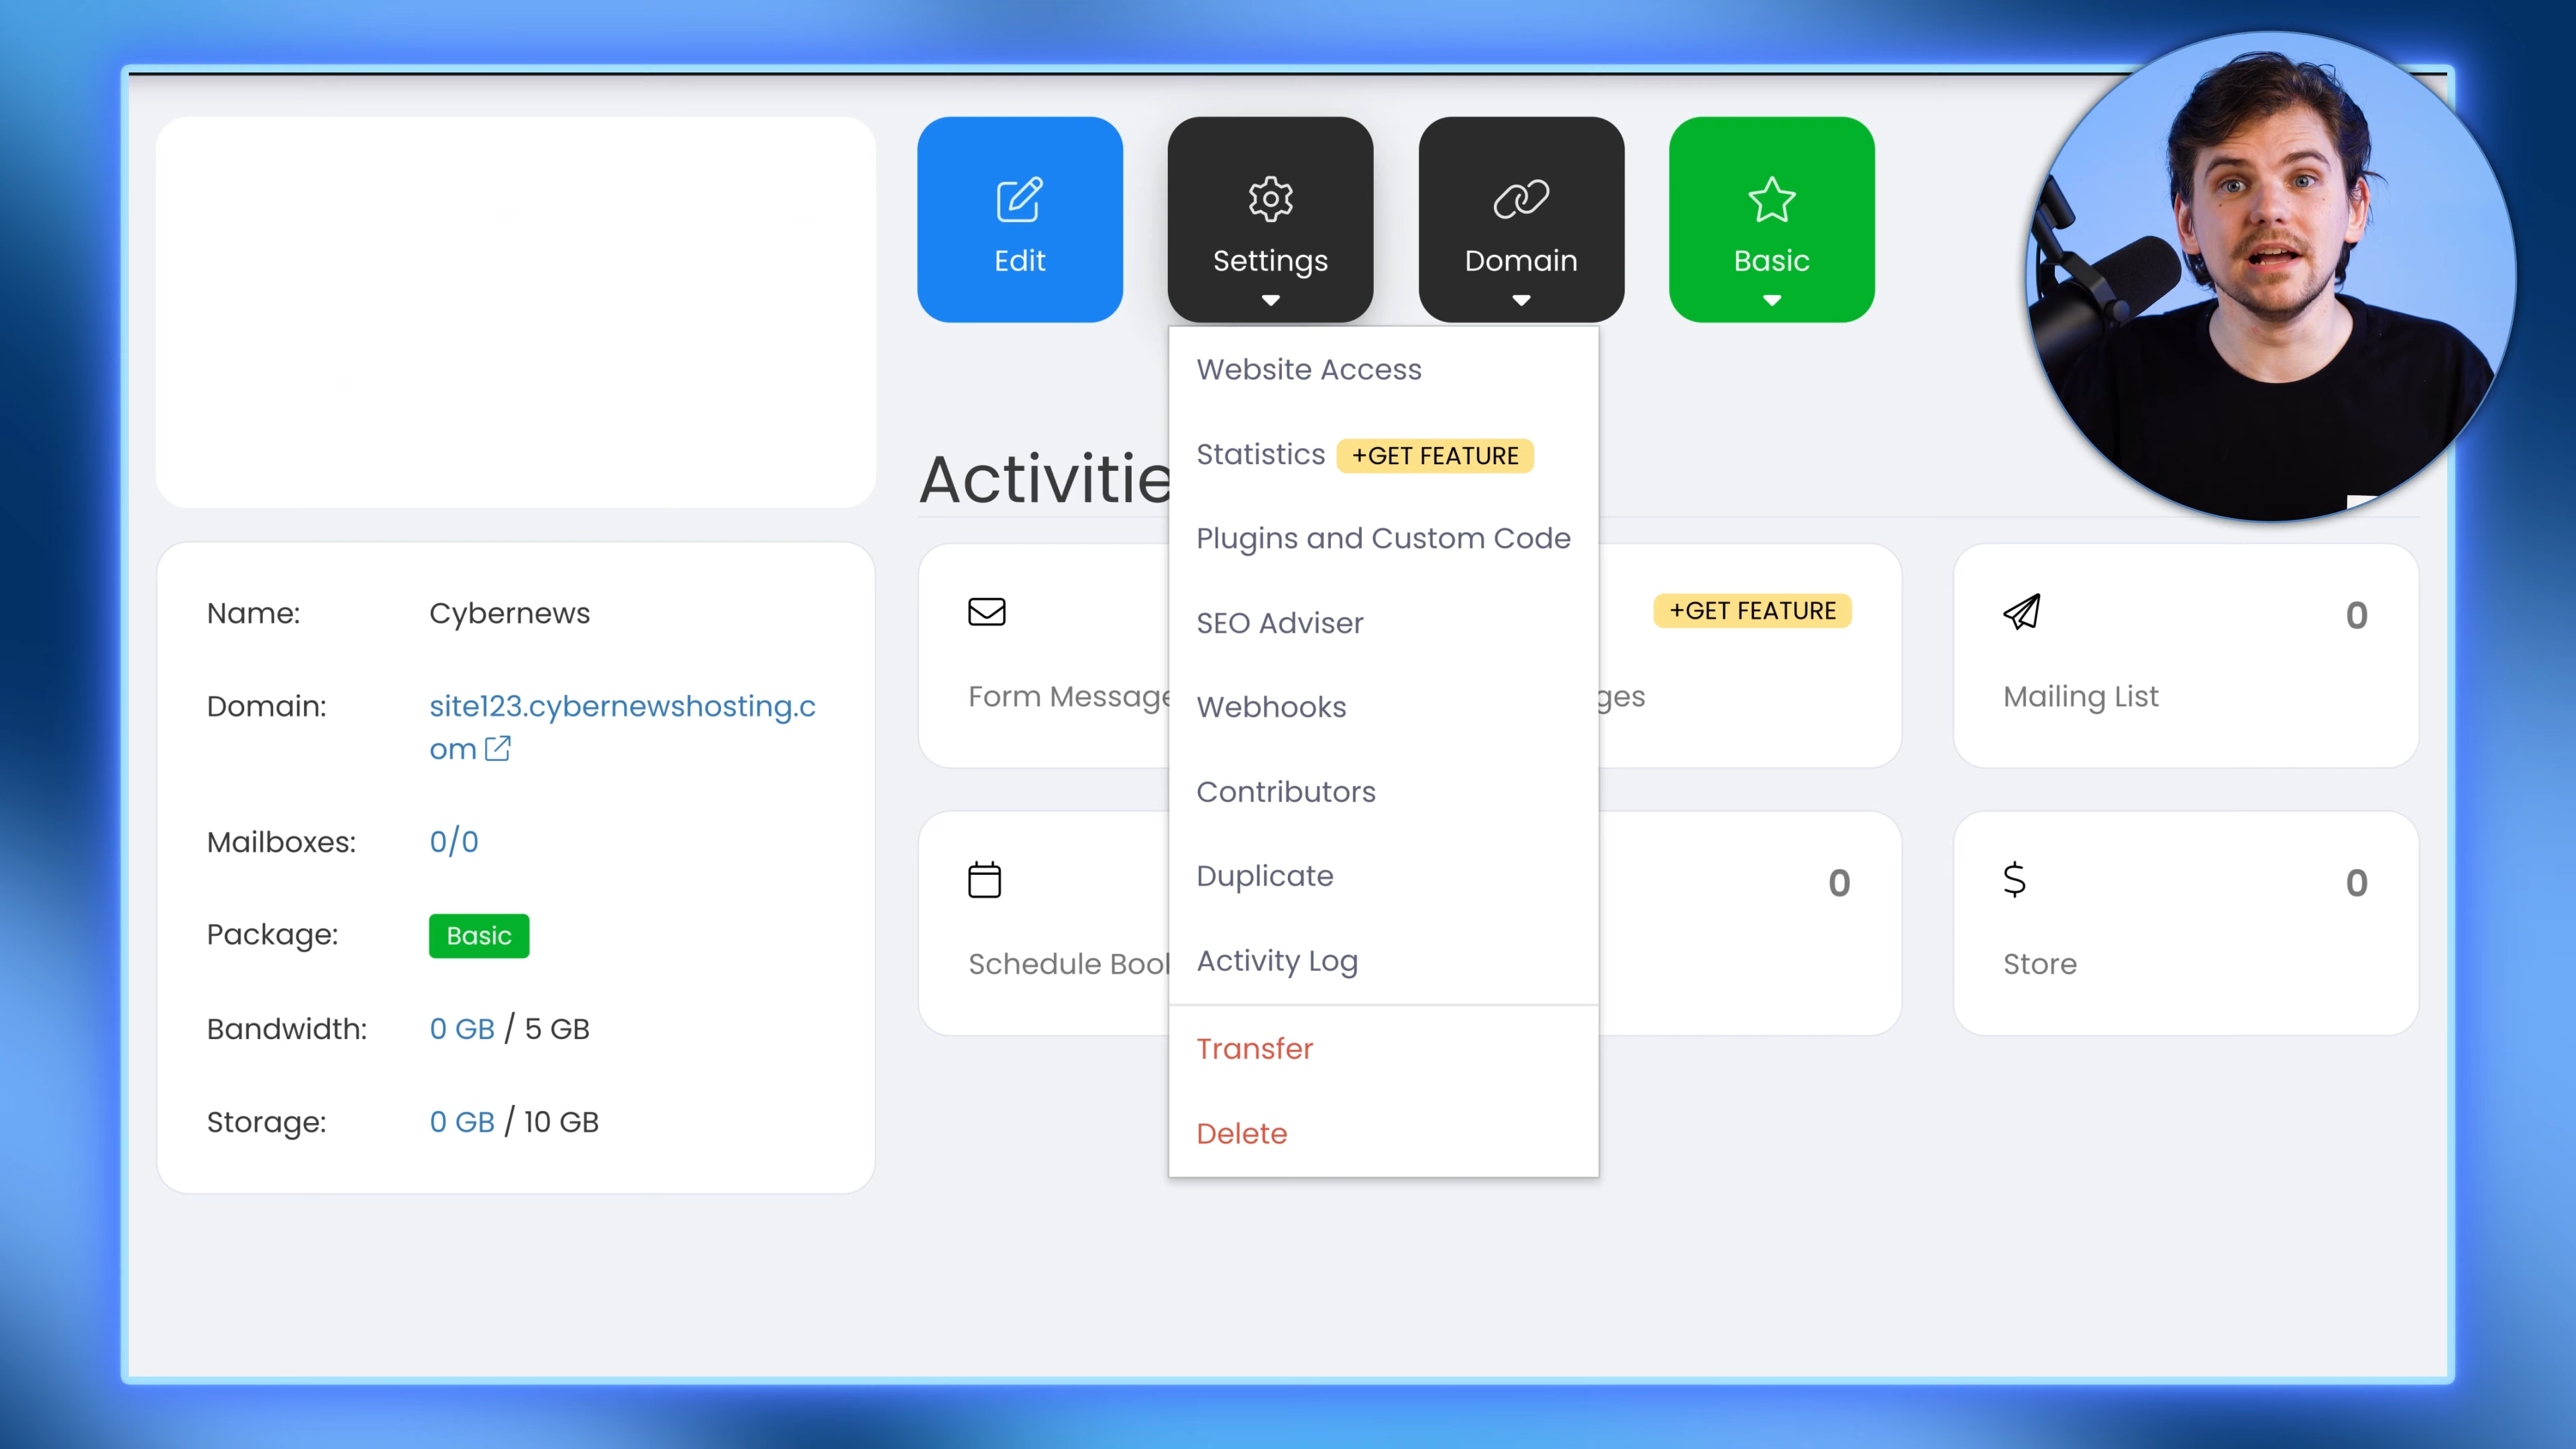 Edit
Settings
Domain
Basic
Website Access
Statistics +GET FEATURE
Plugins and Custom Code
SEO Adviser
Webhooks
Contributors
Duplicate
Activity Log
Transfer
Delete
Activitie
Name: Cybernews
Domain: site123.cybernewshosting.c
om
Mailboxes: 0/0
Package: Basic
Bandwidth: 0 GB / 5 GB
Storage: 0 GB / 10 GB
Form Message
+GET FEATURE
ges
0
Mailing List
Schedule Bool
0
$ 0
Store